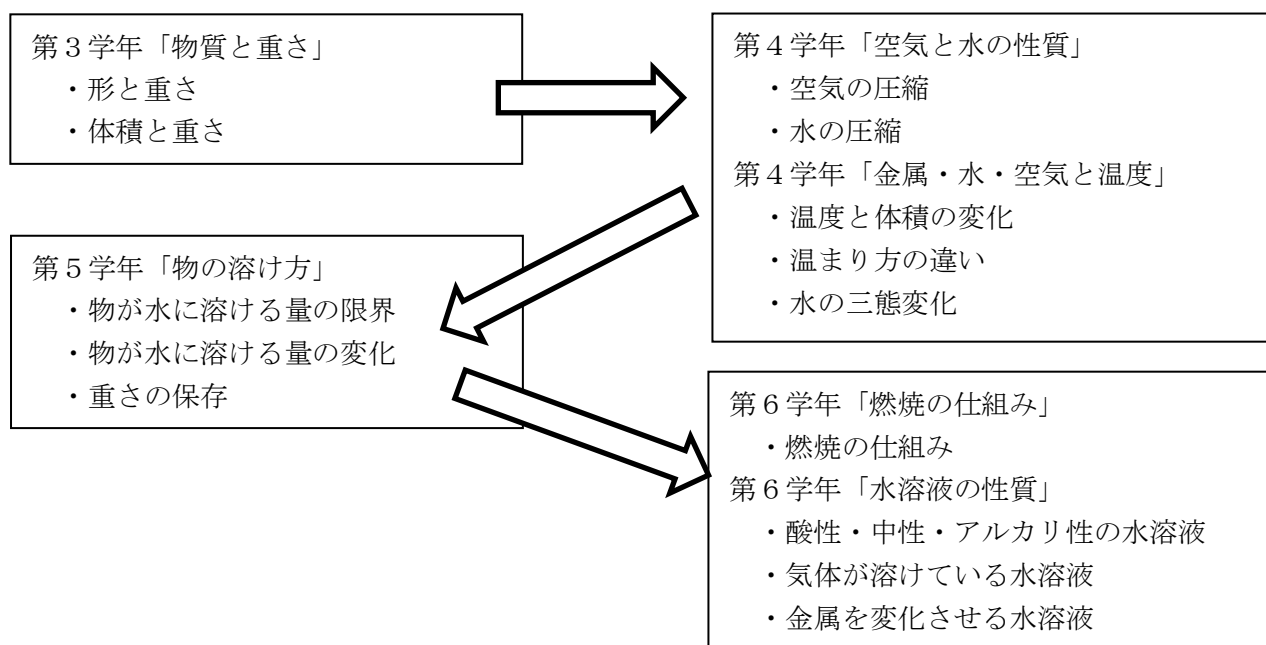 第３学年「物質と重さ」
・形と重さ
・体積と重さ
第４学年「空気と水の性質」
・空気の圧縮
・水の圧縮
第４学年「金属・水・空気と温度」
・温度と体積の変化
・温まり方の違い
・水の三態変化
第５学年「物の溶け方」
・物が水に溶ける量の限界
・物が水に溶ける量の変化
・重さの保存
第６学年「燃焼の仕組み」
・燃焼の仕組み
第６学年「水溶液の性質」
・酸性・中性・アルカリ性の水溶液
・気体が溶けている水溶液
・金属を変化させる水溶液